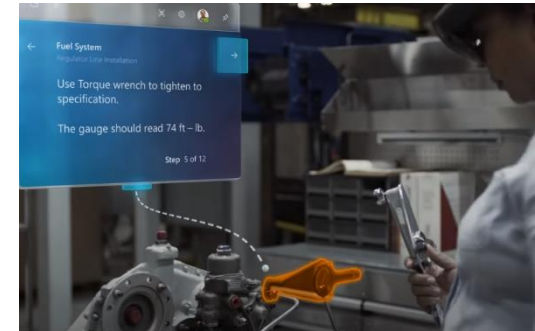 Fuel System
Regulator Line Installation
Use Torque wrench to tighten to
specification.
The gauge should read 74 ft – lb.
Step 5 of 12